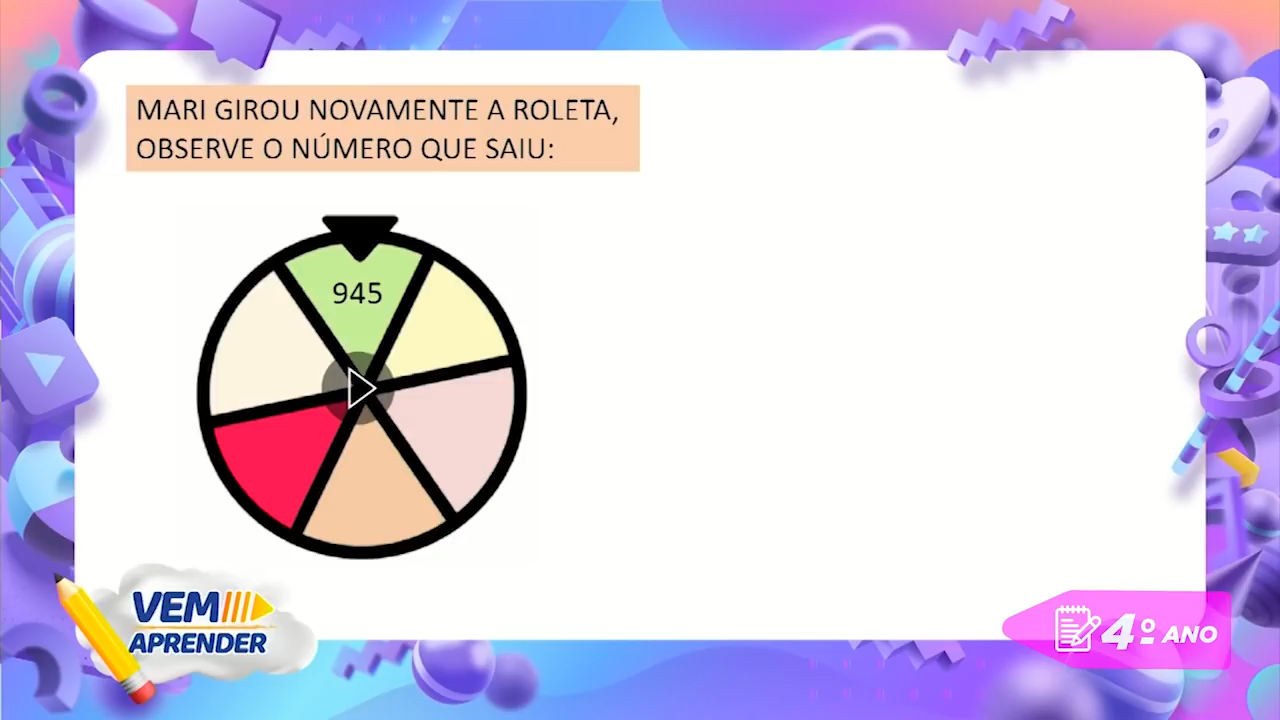 MARI GIROU NOVAMENTE A ROLETA,
OBSERVE O NÚMERO QUE SAIU:
945
VEM
APRENDER
4º ANO